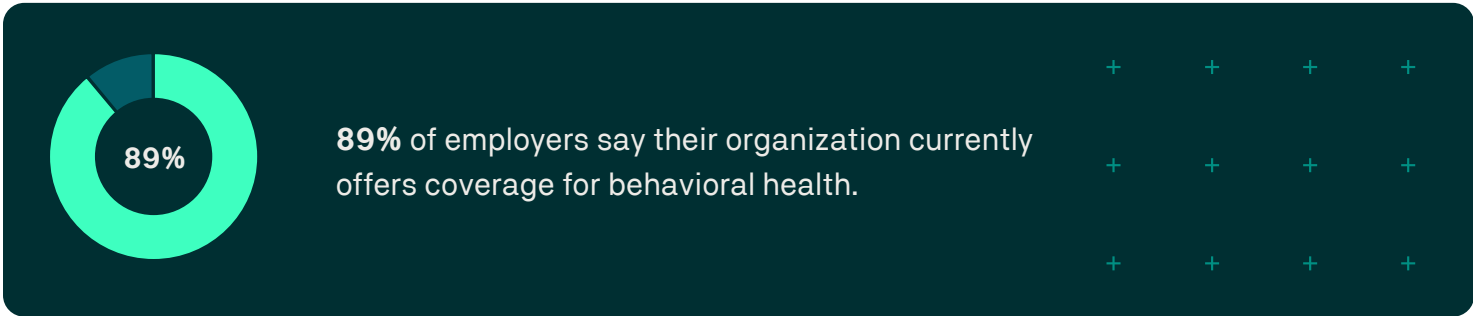 89%
89% of employers say their organization currently
offers coverage for behavioral health.